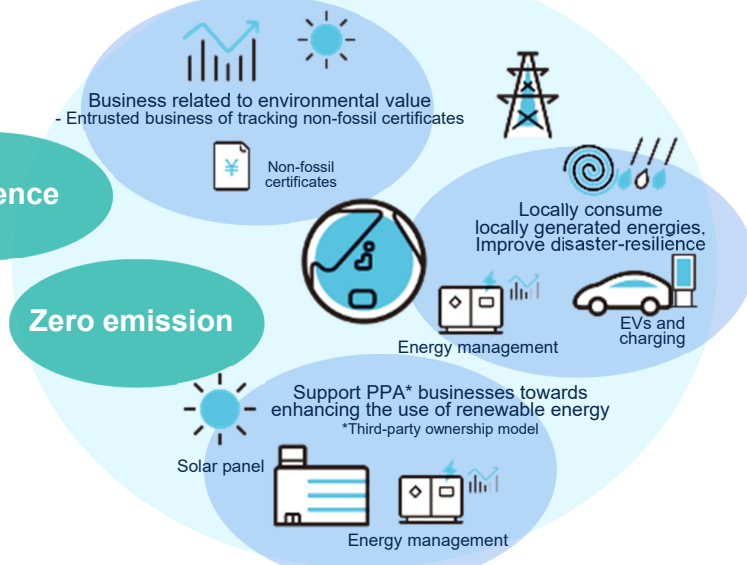 Business related to environmental value
- Entrusted business of tracking non-fossil certificates
¥
Non-fossil
certificates
ence
Locally consume
locally generated energies,
Improve disaster-resilience
Zero emission
EVs and
charging
Energy management
Support PPA* businesses towards
enhancing the use of renewable energy
*Third-party ownership model
Solar panel
Energy management